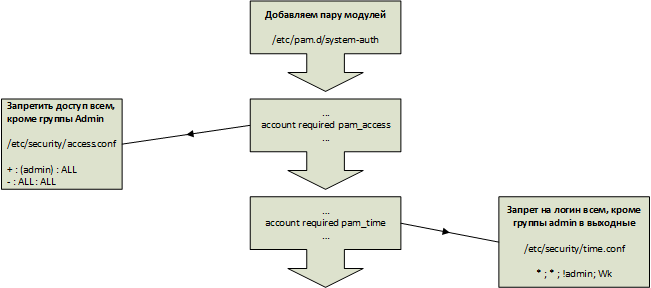 Добавляем пару модулей
/etc/pam.d/system-auth
Запретить доступ всем,
кроме группы Admin
/etc/security/access.conf
+ : (admin) : ALL
- : ALL: ALL
...
account required pam_access
...
...
account required pam_time
...
Запрет на логин всем, кроме
группы admin в выходные
/etc/security/time.conf
* ; * ; !admin; Wk